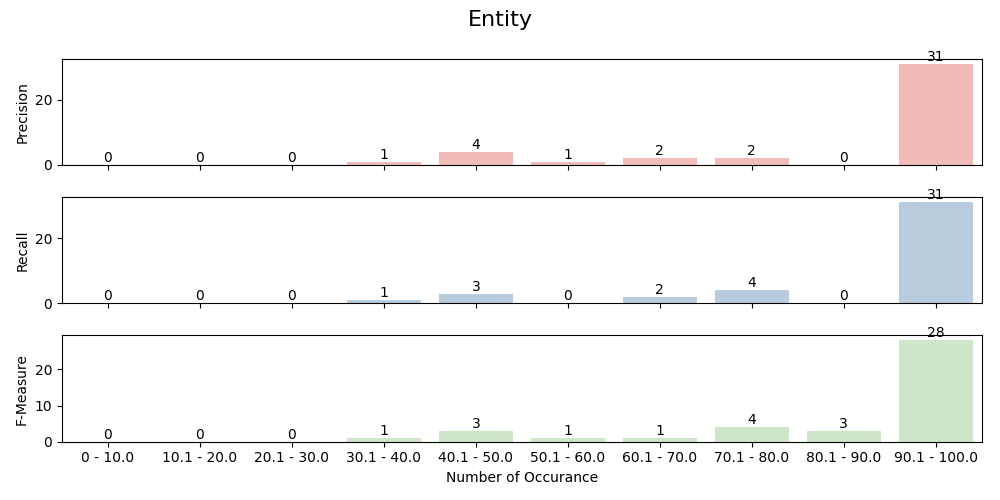 Entity
Precision
20
0
0 0 0 1 4 1 2 2 0 31
Recall
20
0
0 0 0 1 3 0 2 4 0 31
F-Measure
20
10
0
0 0 0 1 3 1 1 4 3 28
0 - 10.0 10.1 - 20.0 20.1 - 30.0 30.1 - 40.0 40.1 - 50.0 50.1 - 60.0 60.1 - 70.0 70.1 - 80.0 80.1 - 90.0 90.1 - 100.0
Number of Occurance